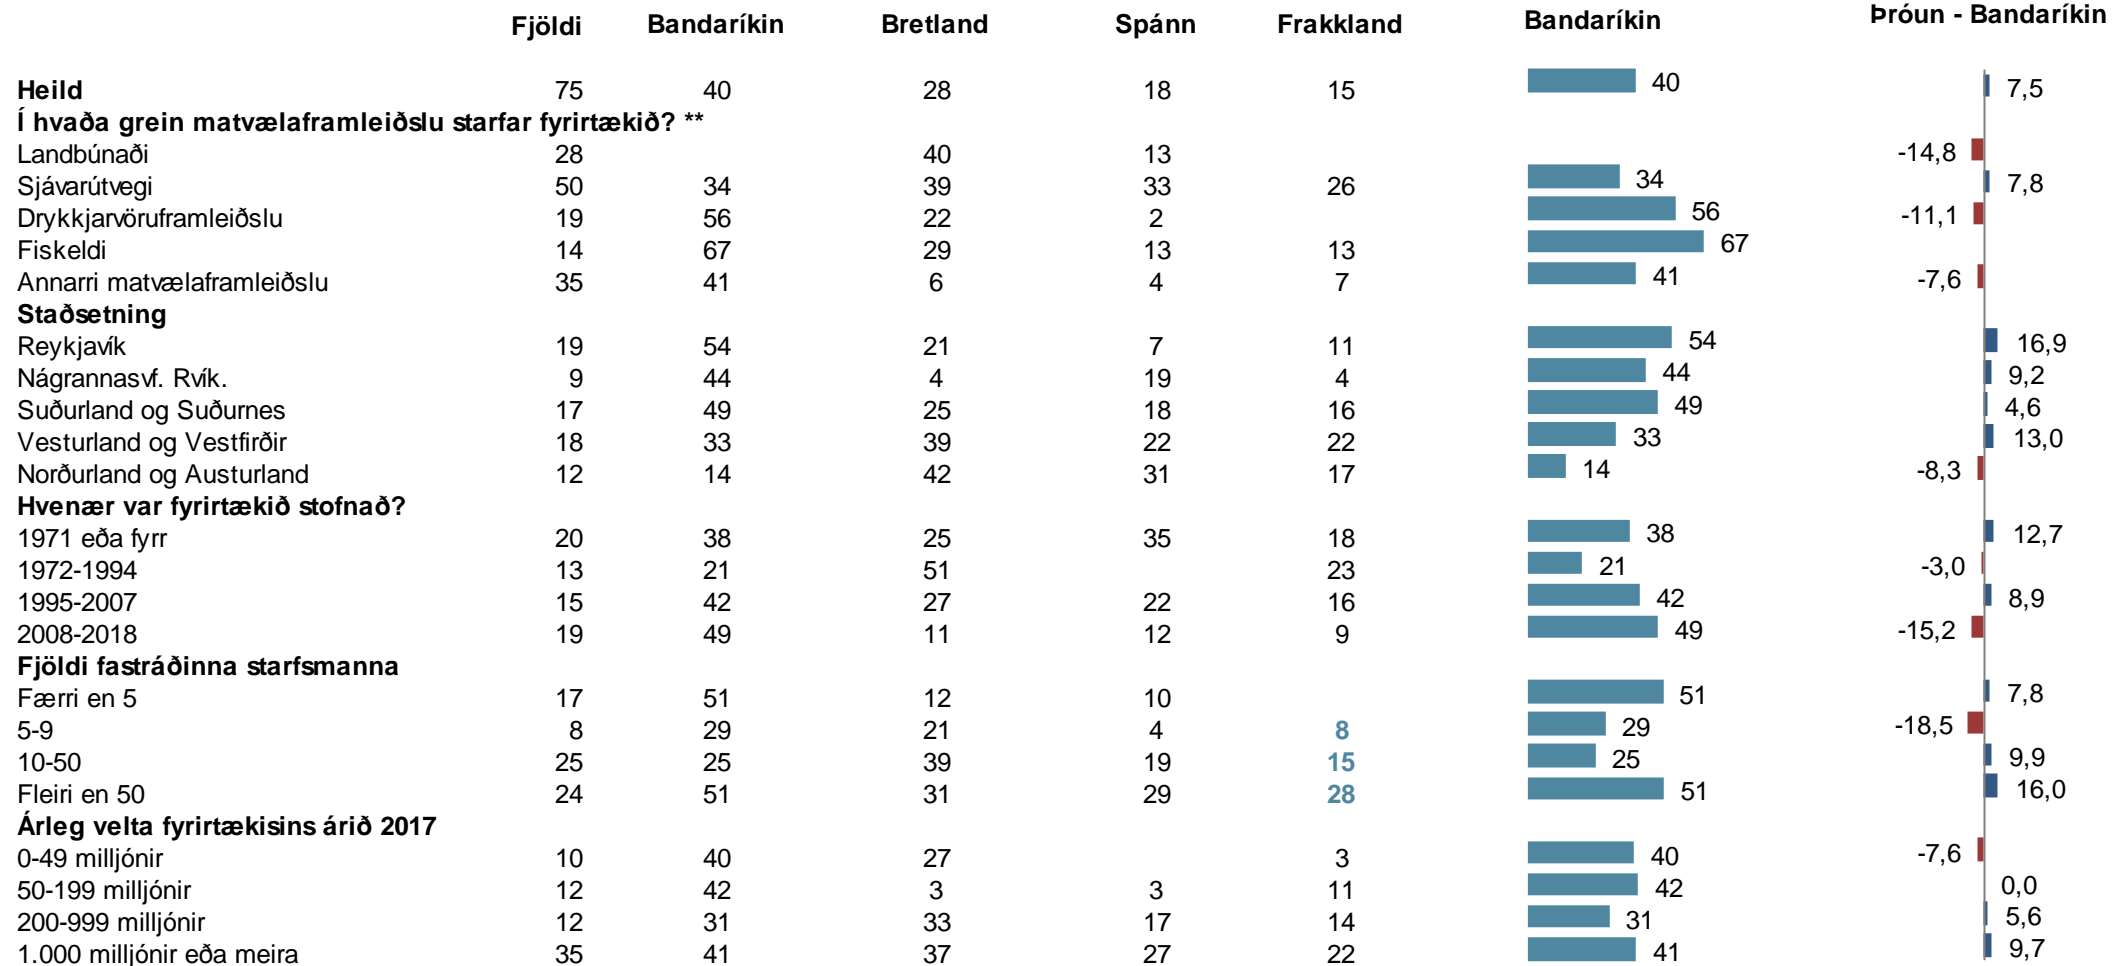 Fjöldi Bandaríkin Bretland Spánn Frakkland Bandaríkin Þróun - Bandaríkin
Heild 75 40 28 18 15 40 7,5
Í hvaða grein matvælaframleiðslu starfar fyrirtækið? **
Landbúnaði 28 40 13 -14,8
Sjávarútvegi 50 34 39 33 26 34 7,8
Drykkjarvöruframleiðslu 19 56 22 2 56 -11,1
Fiskeldi 14 67 29 13 13 67
Annarri matvælaframleiðslu 35 41 6 4 7 41 -7,6
Staðsetning
Reykjavík 19 54 21 7 11 54 16,9
Nágrannasvf. Rvík. 9 44 4 19 4 44 9,2
Suðurland og Suðurnes 17 49 25 18 16 49 4,6
Vesturland og Vestfirðir 18 33 39 22 22 33 13,0
Norðurland og Austurland 12 14 42 31 17 14 -8,3
Hvenær var fyrirtækið stofnað?
1971 eða fyrr 20 38 25 35 18 38 12,7
1972-1994 13 21 51 23 21 -3,0
1995-2007 15 42 27 22 16 42 8,9
2008-2018 19 49 11 12 9 49 -15,2
Fjöldi fastráðinna starfsmanna
Færri en 5 17 51 12 10 51 7,8
5-9 8 29 21 4 8 29 -18,5
10-50 25 25 39 19 15 25 9,9
Fleiri en 50 24 51 31 29 28 51 16,0
Árleg velta fyrirtækisins árið 2017
0-49 milljónir 10 40 27 3 40 -7,6
50-199 milljónir 12 42 3 3 11 42 0,0
200-999 milljónir 12 31 33 17 14 31 5,6
1.000 milljónir eða meira 35 41 37 27 22 41 9,7